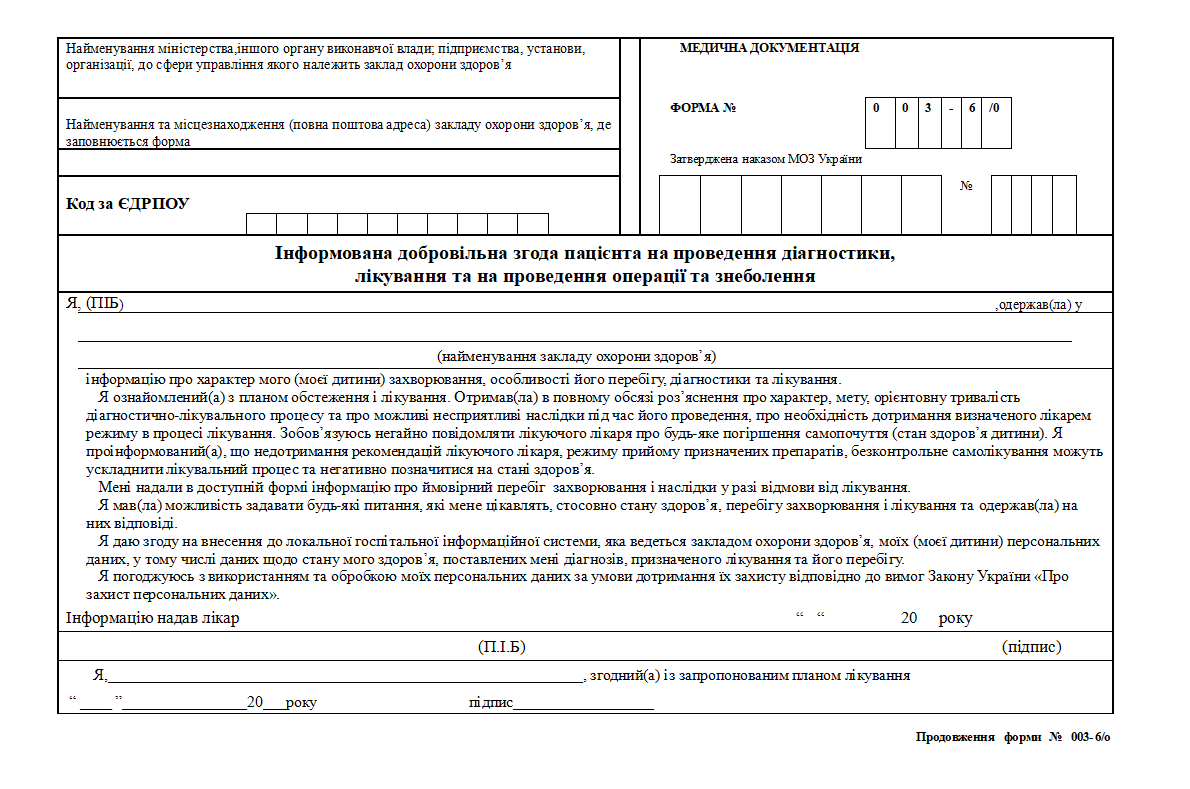 Найменування міністерства,іншого органу виконавчої влади; підприємства, установи,
організації, до сфери управління якого належить заклад охорони здоров’я
Найменування та місцезнаходження (повна поштова адреса) закладу охорони здоров’я, де
заповнюється форма
Код за ЄДРПОУ
МЕДИЧНА ДОКУМЕНТАЦІЯ
ФОРМА № 0 0 3 - 6 /0
Затверджена наказом МОЗ України
№
Інформована добровільна згода пацієнта на проведення діагностики,
лікування та на проведення операції та знеболення
Я, (ПІБ) ,одержав(ла) у
(найменування закладу охорони здоров’я)
інформацію про характер мого (моєї дитини) захворювання, особливості його перебігу, діагностики та лікування.
Я ознайомлений(а) з планом обстеження і лікування. Отримав(ла) в повному обсязі роз’яснення про характер, мету, орієнтовну тривалість
діагностично-лікувального процесу та про можливі несприятливі наслідки під час його проведення, про необхідність дотримання визначеного лікарем
режиму в процесі лікування. Зобов’язуюсь негайно повідомляти лікуючого лікаря про будь-яке погіршення самопочуття (стан здоров’я дитини). Я
проінформований(а), що недотримання рекомендацій лікуючого лікаря, режиму прийому призначених препаратів, безконтрольне самолікування можуть
ускладнити лікувальний процес та негативно позначитися на стані здоров’я.
Мені надали в доступній формі інформацію про ймовірний перебіг захворювання і наслідки у разі відмови від лікування.
Я мав(ла) можливість задавати будь-які питання, які мене цікавлять, стосовно стану здоров’я, перебігу захворювання і лікування та одержав(ла) на
них відповіді.
Я даю згоду на внесення до локальної госпітальної інформаційної системи, яка ведеться закладом охорони здоров’я, моїх (моєї дитини) персональних
даних, у тому числі даних щодо стану мого здоров’я, поставлених мені діагнозів, призначеного лікування та його перебігу.
Я погоджуюсь з використанням та обробкою моїх персональних даних за умови дотримання їх захисту відповідно до вимог Закону України «Про
захист персональних даних».
Інформацію надав лікар “ “ 20 року
(П.І.Б) (підпис)
Я,____________, згодний(а) із запропонованим планом лікування
“ ____ ”________________20___року підпис__________________
Продовження форми № 003-6/о